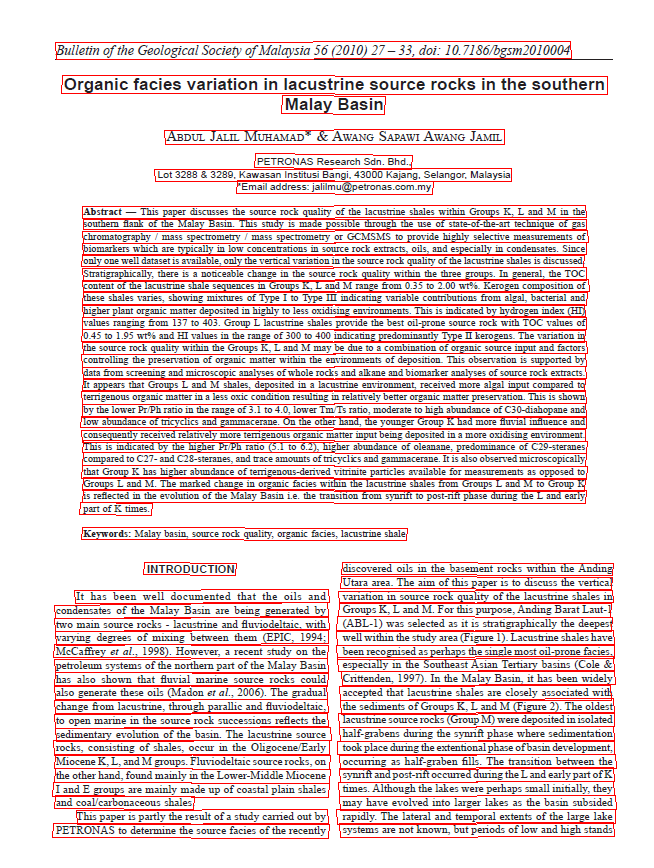 Bulletin of the Geological Society of Malaysia 56 (2010) 27 – 33, doi: 10.7186/bgsm2010004
Organic facies variation in lacustrine source rocks in the southern
Malay Basin
Abdul Jalil Muhamad* & Awang Sapawi Awang Jamil
PETRONAS Research Sdn. Bhd.,
Lot 3288 & 3289, Kawasan Institusi Bangi, 43000 Kajang, Selangor, Malaysia
*Email address: jalilmu@petronas.com.my
Abstract — This paper discusses the source rock quality of the lacustrine shales within Groups K, L and M in the
southern flank of the Malay Basin. This study is made possible through the use of state-of-the-art technique of gas
chromatography / mass spectrometry / mass spectrometry or GCMSMS to provide highly selective measurements of
biomarkers which are typically in low concentrations in source rock extracts, oils, and especially in condensates. Since
only one well dataset is available, only the vertical variation in the source rock quality of the lacustrine shales is discussed.
Stratigraphically, there is a noticeable change in the source rock quality within the three groups. In general, the TOC
content of the lacustrine shale sequences in Groups K, L and M range from 0.35 to 2.00 wt%. Kerogen composition of
these shales varies, showing mixtures of Type I to Type III indicating variable contributions from algal, bacterial and
higher plant organic matter deposited in highly to less oxidising environments. This is indicated by hydrogen index (HI)
values ranging from 137 to 403. Group L lacustrine shales provide the best oil-prone source rock with TOC values of
0.45 to 1.95 wt% and HI values in the range of 300 to 400 indicating predominantly Type II kerogens. The variation in
the source rock quality within the Groups K, L and M may be due to a combination of organic source input and factors
controlling the preservation of organic matter within the environments of deposition. This observation is supported by
data from screening and microscopic analyses of whole rocks and alkane and biomarker analyses of source rock extracts.
It appears that Groups L and M shales, deposited in a lacustrine environment, received more algal input compared to
terrigenous organic matter in a less oxic condition resulting in relatively better organic matter preservation. This is shown
by the lower Pr/Ph ratio in the range of 3.1 to 4.0, lower Tm/Ts ratio, moderate to high abundance of C30-diahopane and
low abundance of tricyclics and gammacerane. On the other hand, the younger Group K had more fluvial influence and
consequently received relatively more terrigenous organic matter input being deposited in a more oxidising environment.
This is indicated by the higher Pr/Ph ratio (5.1 to 6.2), higher abundance of oleanane, predominance of C29-steranes
compared to C27- and C28-steranes, and trace amounts of tricyclics and gammacerane. It is also observed microscopically
that Group K has higher abundance of terrigenous-derived vitrinite particles available for measurements as opposed to
Groups L and M. The marked change in organic facies within the lacustrine shales from Groups L and M to Group K
is reflected in the evolution of the Malay Basin i.e. the transition from synrift to post-rift phase during the L and early
part of K times.
Keywords: Malay basin, source rock quality, organic facies, lacustrine shale
INTRODUCTION
It has been well documented that the oils and
condensates of the Malay Basin are being generated by
two main source rocks - lacustrine and fluviodeltaic, with
varying degrees of mixing between them (EPIC, 1994;
McCaffrey et al., 1998). However, a recent study on the
petroleum systems of the northern part of the Malay Basin
has also shown that fluvial marine source rocks could
also generate these oils (Madon et al., 2006). The gradual
change from lacustrine, through parallic and fluviodeltaic,
to open marine in the source rock successions reflects the
sedimentary evolution of the basin. The lacustrine source
rocks, consisting of shales, occur in the Oligocene/Early
Miocene K, L, and M groups. Fluviodeltaic source rocks, on
the other hand, found mainly in the Lower-Middle Miocene
I and E groups are mainly made up of coastal plain shales
and coal/carbonaceous shales.
This paper is partly the result of a study carried out by
PETRONAS to determine the source facies of the recently
discovered oils in the basement rocks within the Anding
Utara area. The aim of this paper is to discuss the vertical
variation in source rock quality of the lacustrine shales in
Groups K, L and M. For this purpose, Anding Barat Laut-1
(ABL-1) was selected as it is stratigraphically the deepest
well within the study area (Figure 1). Lacustrine shales have
been recognised as perhaps the single most oil-prone facies,
especially in the Southeast Asian Tertiary basins (Cole &
Crittenden, 1997). In the Malay Basin, it has been widely
accepted that lacustrine shales are closely associated with
the sediments of Groups K, L and M (Figure 2). The oldest
lacustrine source rocks (Group M) were deposited in isolated
half-grabens during the synrift phase where sedimentation
took place during the extentional phase of basin development,
occurring as half-graben fills. The transition between the
synrift and post-rift occurred during the L and early part of K
times. Although the lakes were perhaps small initially, they
may have evolved into larger lakes as the basin subsided
rapidly. The lateral and temporal extents of the large lake
systems are not known, but periods of low and high stands